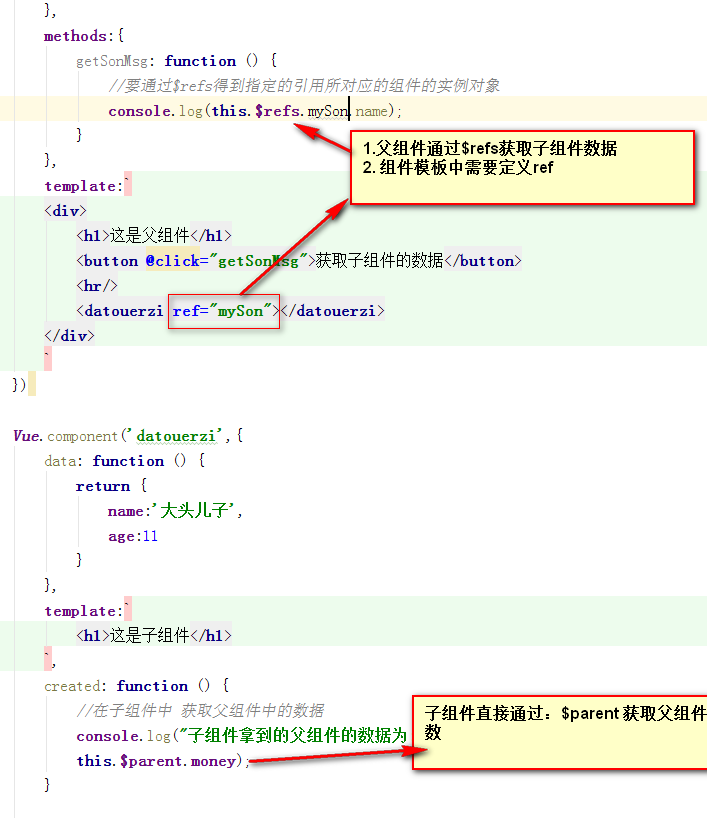 },
methods:{
getSonMsg: function () {
//要通过$refs得到指定的引用所对应的组件的实例对象
console.log(this.$refs.mySon.name);
}
},
1.父组件通过$refs获取子组件数据
2. 组件模板中需要定义ref
template:`
<div>
<h1>这是父组件</h1>
<button @click="getSonMsg">获取子组件的数据</button>
<hr/>
<datouerzi ref="mySon"></datouerzi>
</div>
`
})
Vue.component('datouerzi',{
data: function () {
return {
name:'大头儿子',
age:11
}
},
template:`
<h1>这是子组件</h1>
`,
created: function () {
//在子组件中 获取父组件中的数据
console.log("子组件拿到的父组件的数据为
this.$parent.money);
}
子组件直接通过：$parent 获取父组件
数